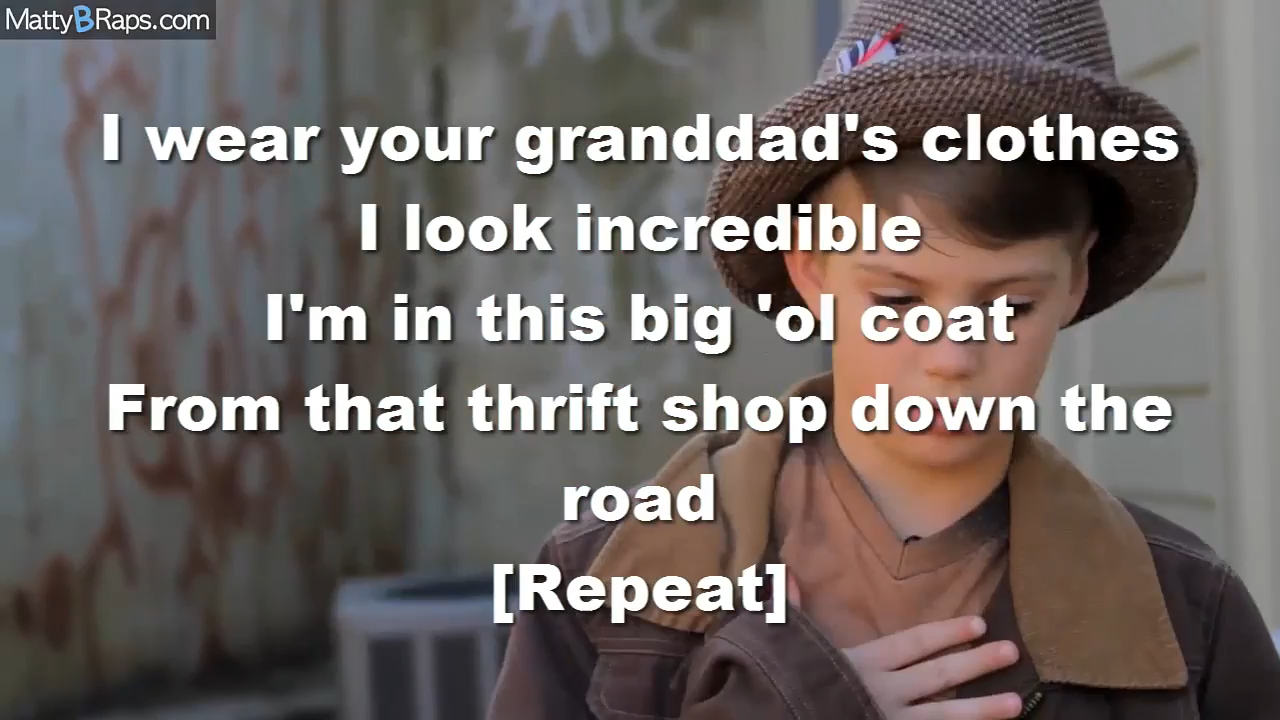 MattyBRaps.com
I wear your granddad's clothes
I look incredible
I'm in this big 'ol coat
From that thrift shop down the
road
[Repeat]